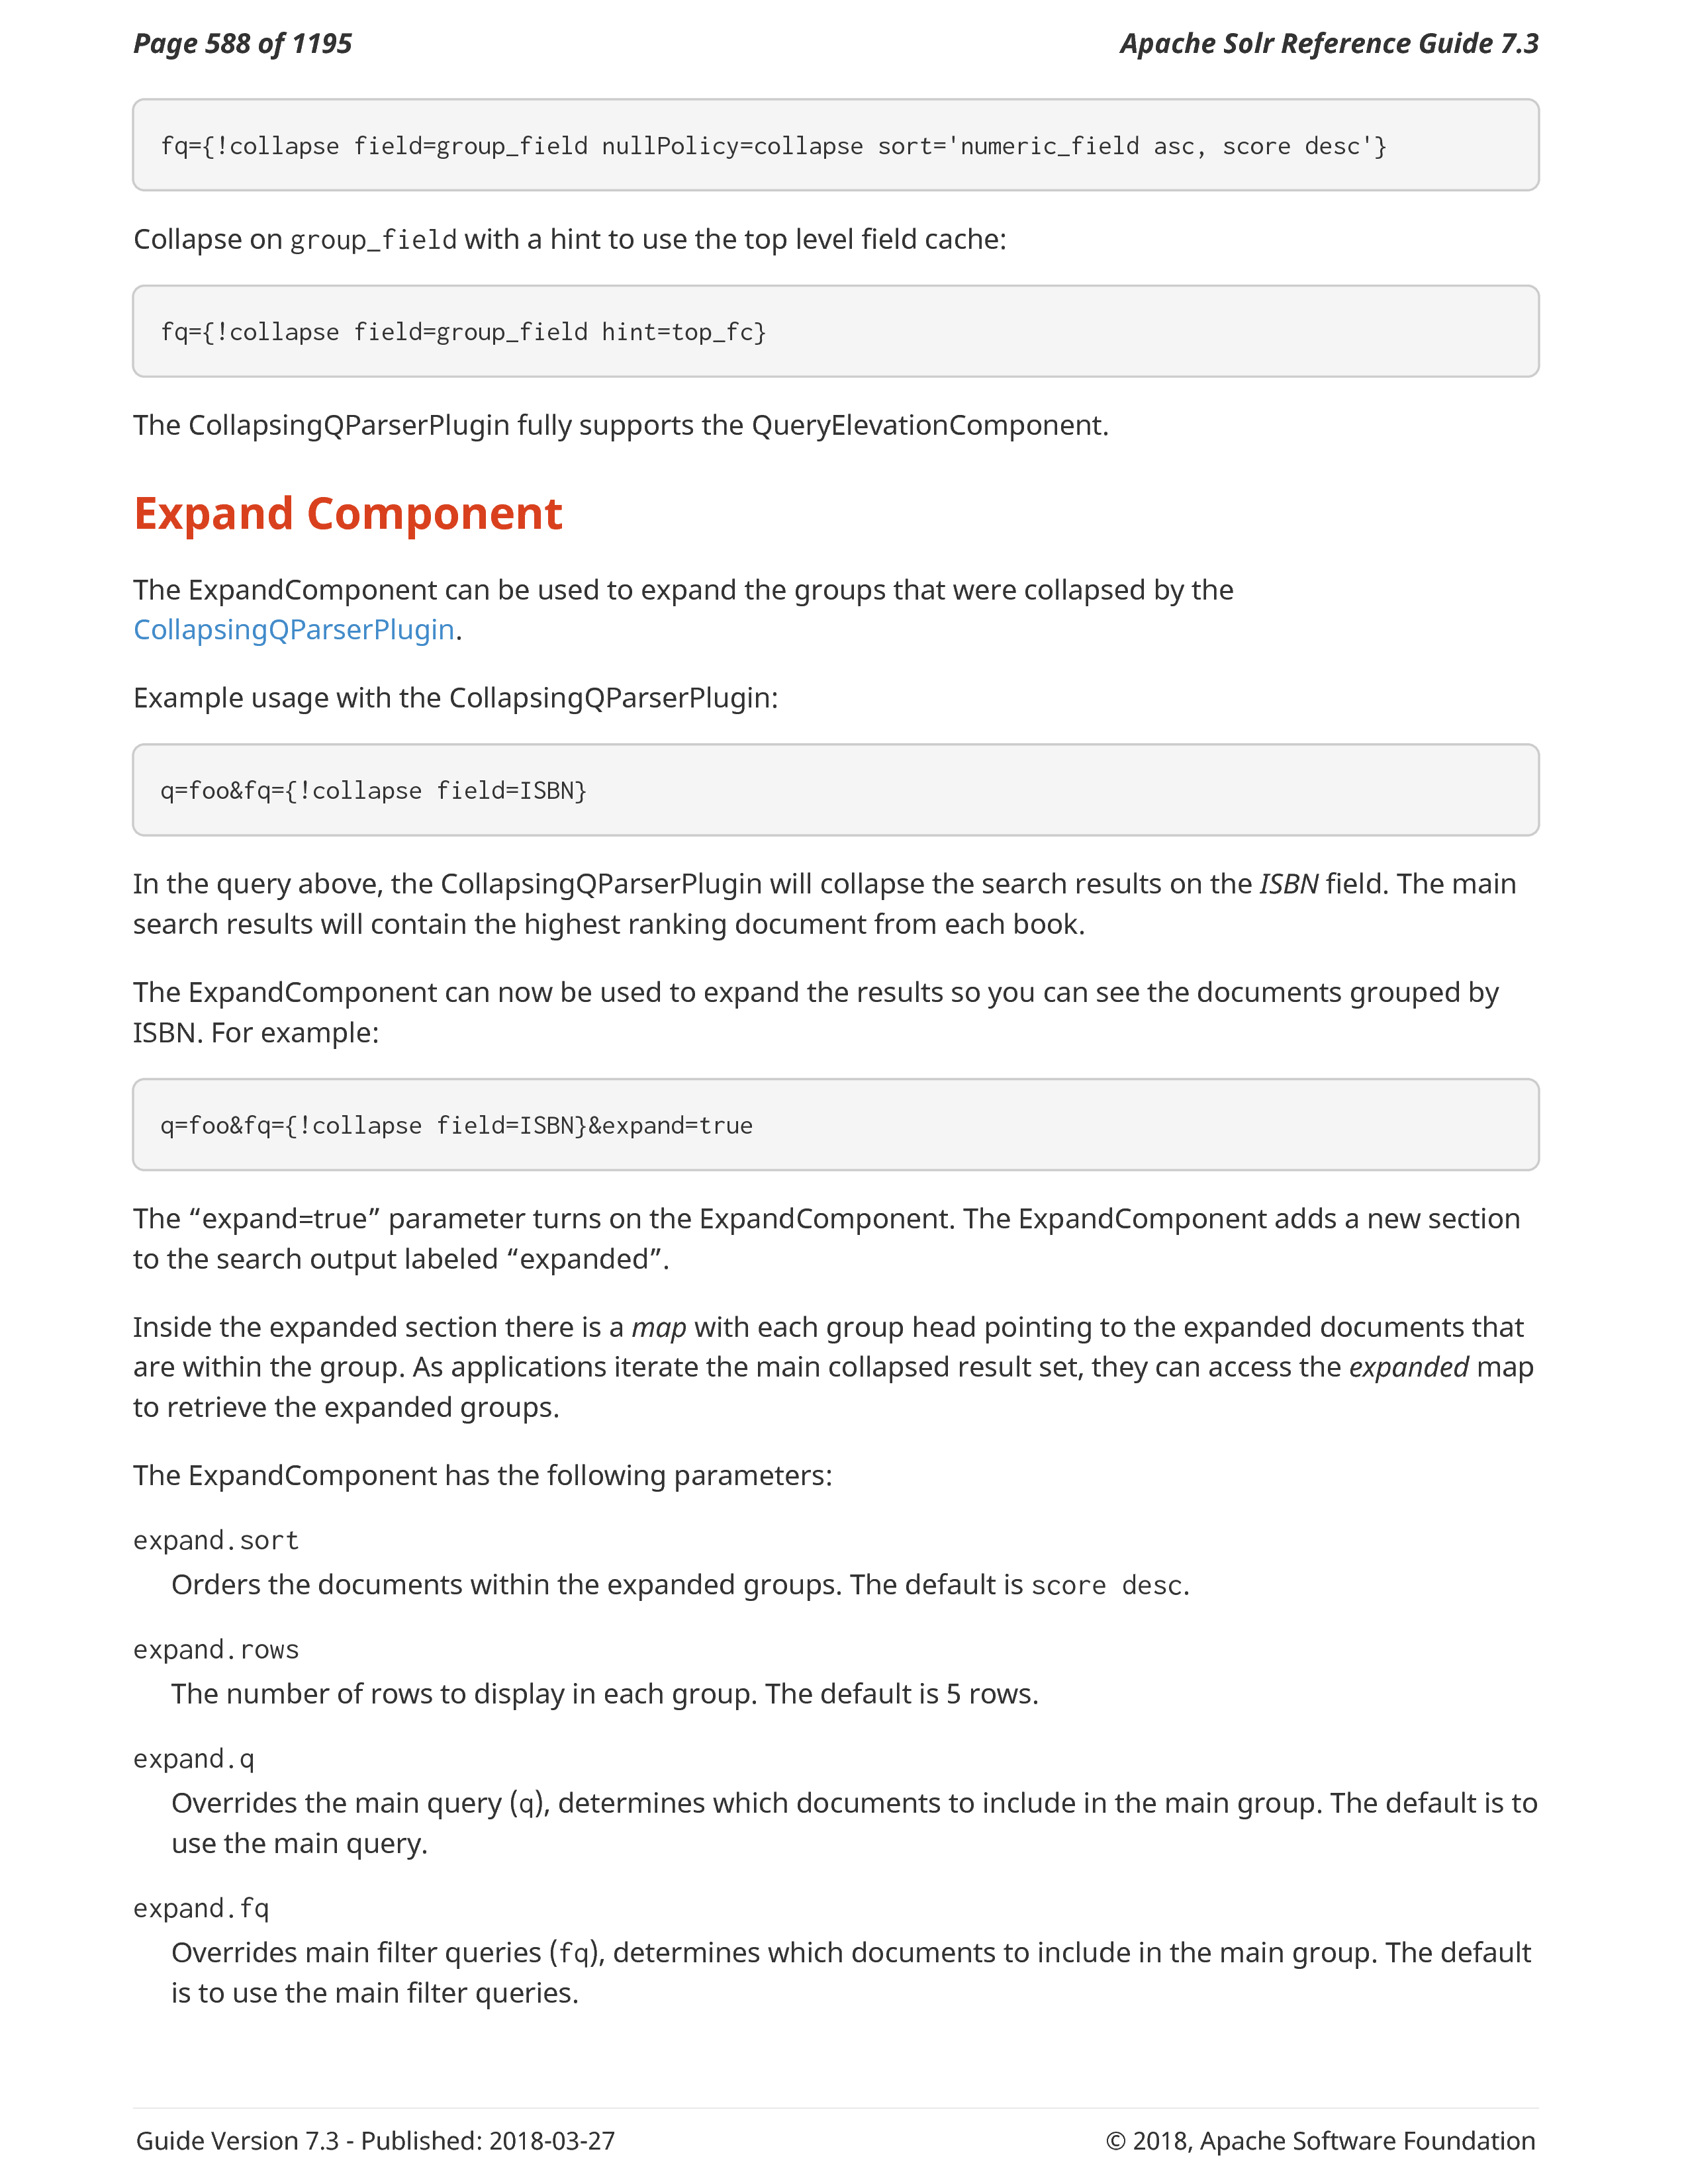 Page 588 of 1195
Apache Solr Reference Guide 7.3
fq={!collapse field=group_field nullPolicy=collapse sort='numeric_field asc, score desc'}
Collapse on group_field with a hint to use the top level field cache:
fq={!collapse field=group_field hint=top_fc}
The CollapsingQParserPlugin fully supports the QueryElevationComponent.
Expand Component
The ExpandComponent can be used to expand the groups that were collapsed by the
CollapsingQParserPlugin.
Example usage with the CollapsingQParserPlugin:
q=foo&fq={!collapse field=ISBN}
In the query above, the CollapsingQParserPlugin will collapse the search results on the ISBN field. The main
search results will contain the highest ranking document from each book.
The ExpandComponent can now be used to expand the results so you can see the documents grouped by
ISBN. For example:
q=foo&fq={!collapse field=ISBN}&expand=true
The “expand=true” parameter turns on the ExpandComponent. The ExpandComponent adds a new section
to the search output labeled “expanded”.
Inside the expanded section there is a map with each group head pointing to the expanded documents that
are within the group. As applications iterate the main collapsed result set, they can access the expanded map
to retrieve the expanded groups.
The ExpandComponent has the following parameters:
expand.sort
Orders the documents within the expanded groups. The default is score desc.
expand.rows
The number of rows to display in each group. The default is 5 rows.
expand.q
Overrides the main query (q), determines which documents to include in the main group. The default is to
use the main query.
expand.fq
Overrides main filter queries (fq), determines which documents to include in the main group. The default
is to use the main filter queries.
Guide Version 7.3 - Published: 2018-03-27
© 2018, Apache Software Foundation